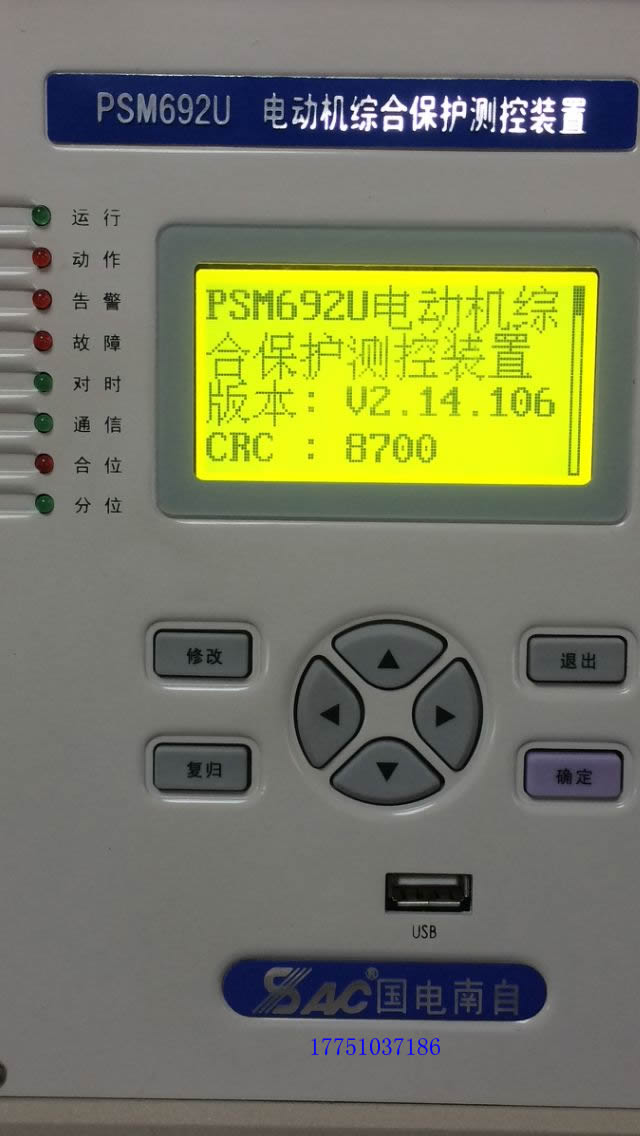 PSM692U 电动机综合保护测控装置
运行
动作
告警
故障
对时
通信
合位
分位
PSM692U电动机综
合保护测控装置
版本: V2.14.106
CRC : 8700
修改
退出
复归
确定
USB
SAC®国电南自
17751037186